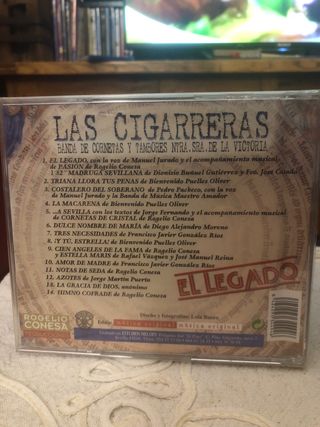 LAS CIGARRERAS
BANDA DE CORNETAS Y TAMBORES NTRA. SRA. DE LA VICTORIA
1. EL LEGADO, con la voz de Manuel Jurado y el acompañamiento musical
de PASIÓN de Rogelio Conesa
MADRUGÁ SEVILLANA de Dionisio Buñuel Gutiérrez y Fco. José
2. TRIANA LLORA TUS PENAS de Bienvenido Puelles Oliver
3. COSTALERO DEL SOBERANO de Pedro Pacheco, con la voz
de Manuel Jurado y la Banda de Música Maestro Amador
4. LA MACARENA de Bienvenido Puelles Oliver
5. ...A SEVILLA con los textos de Jorge Fernando y el acompañamiento musical
de CORNETAS DE CRISTAL de Rogelio Conesa
6. DULCE NOMBRE DE MARÍA de Diego Alejandro Moreno
7. TRES NECESIDADES de Francisco Javier González Ríos
8. ¡Y TÚ, ESTRELLA! de Bienvenido Puelles Oliver
9. CIEN ANGELES DE LA FAMA de Rogelio Conesa
y ESTELLA MARIS de Rafael Vázquez y José Manuel Reina
10. AMOR DE MADRE de Francisco Javier González Ríos
11. NOTAS DE SEDA de Rogelio Conesa
12. AZOTES de Jorge Martín Puerto
13. LA GRACIA DE DIOS, anónimo
14. HIMNO COFRADE de Rogelio Conesa
EL LEGADO
ROGELIO
CONESA
Diseño y Fotografías:
Edita:
música original